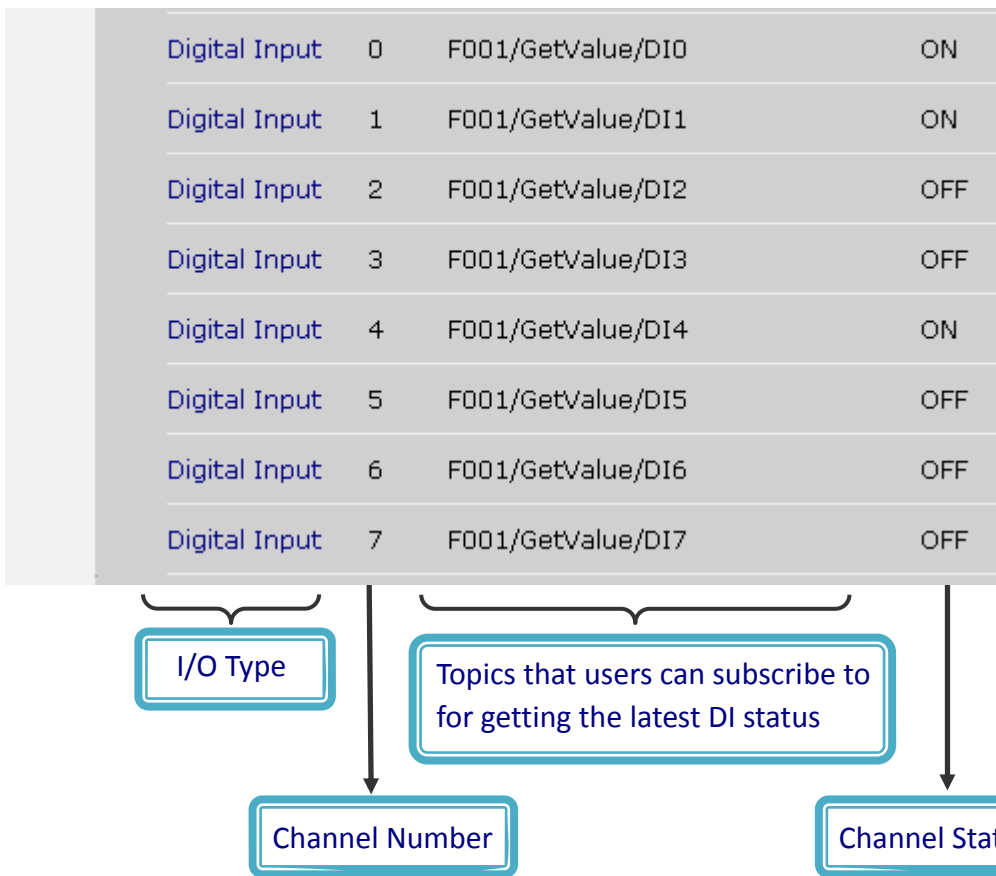 Digital Input 0 F001/GetValue/DI0 ON
Digital Input 1 F001/GetValue/DI1 ON
Digital Input 2 F001/GetValue/DI2 OFF
Digital Input 3 F001/GetValue/DI3 OFF
Digital Input 4 F001/GetValue/DI4 ON
Digital Input 5 F001/GetValue/DI5 OFF
Digital Input 6 F001/GetValue/DI6 OFF
Digital Input 7 F001/GetValue/DI7 OFF
I/O Type
Topics that users can subscribe to
for getting the latest DI status
Channel Number
Channel